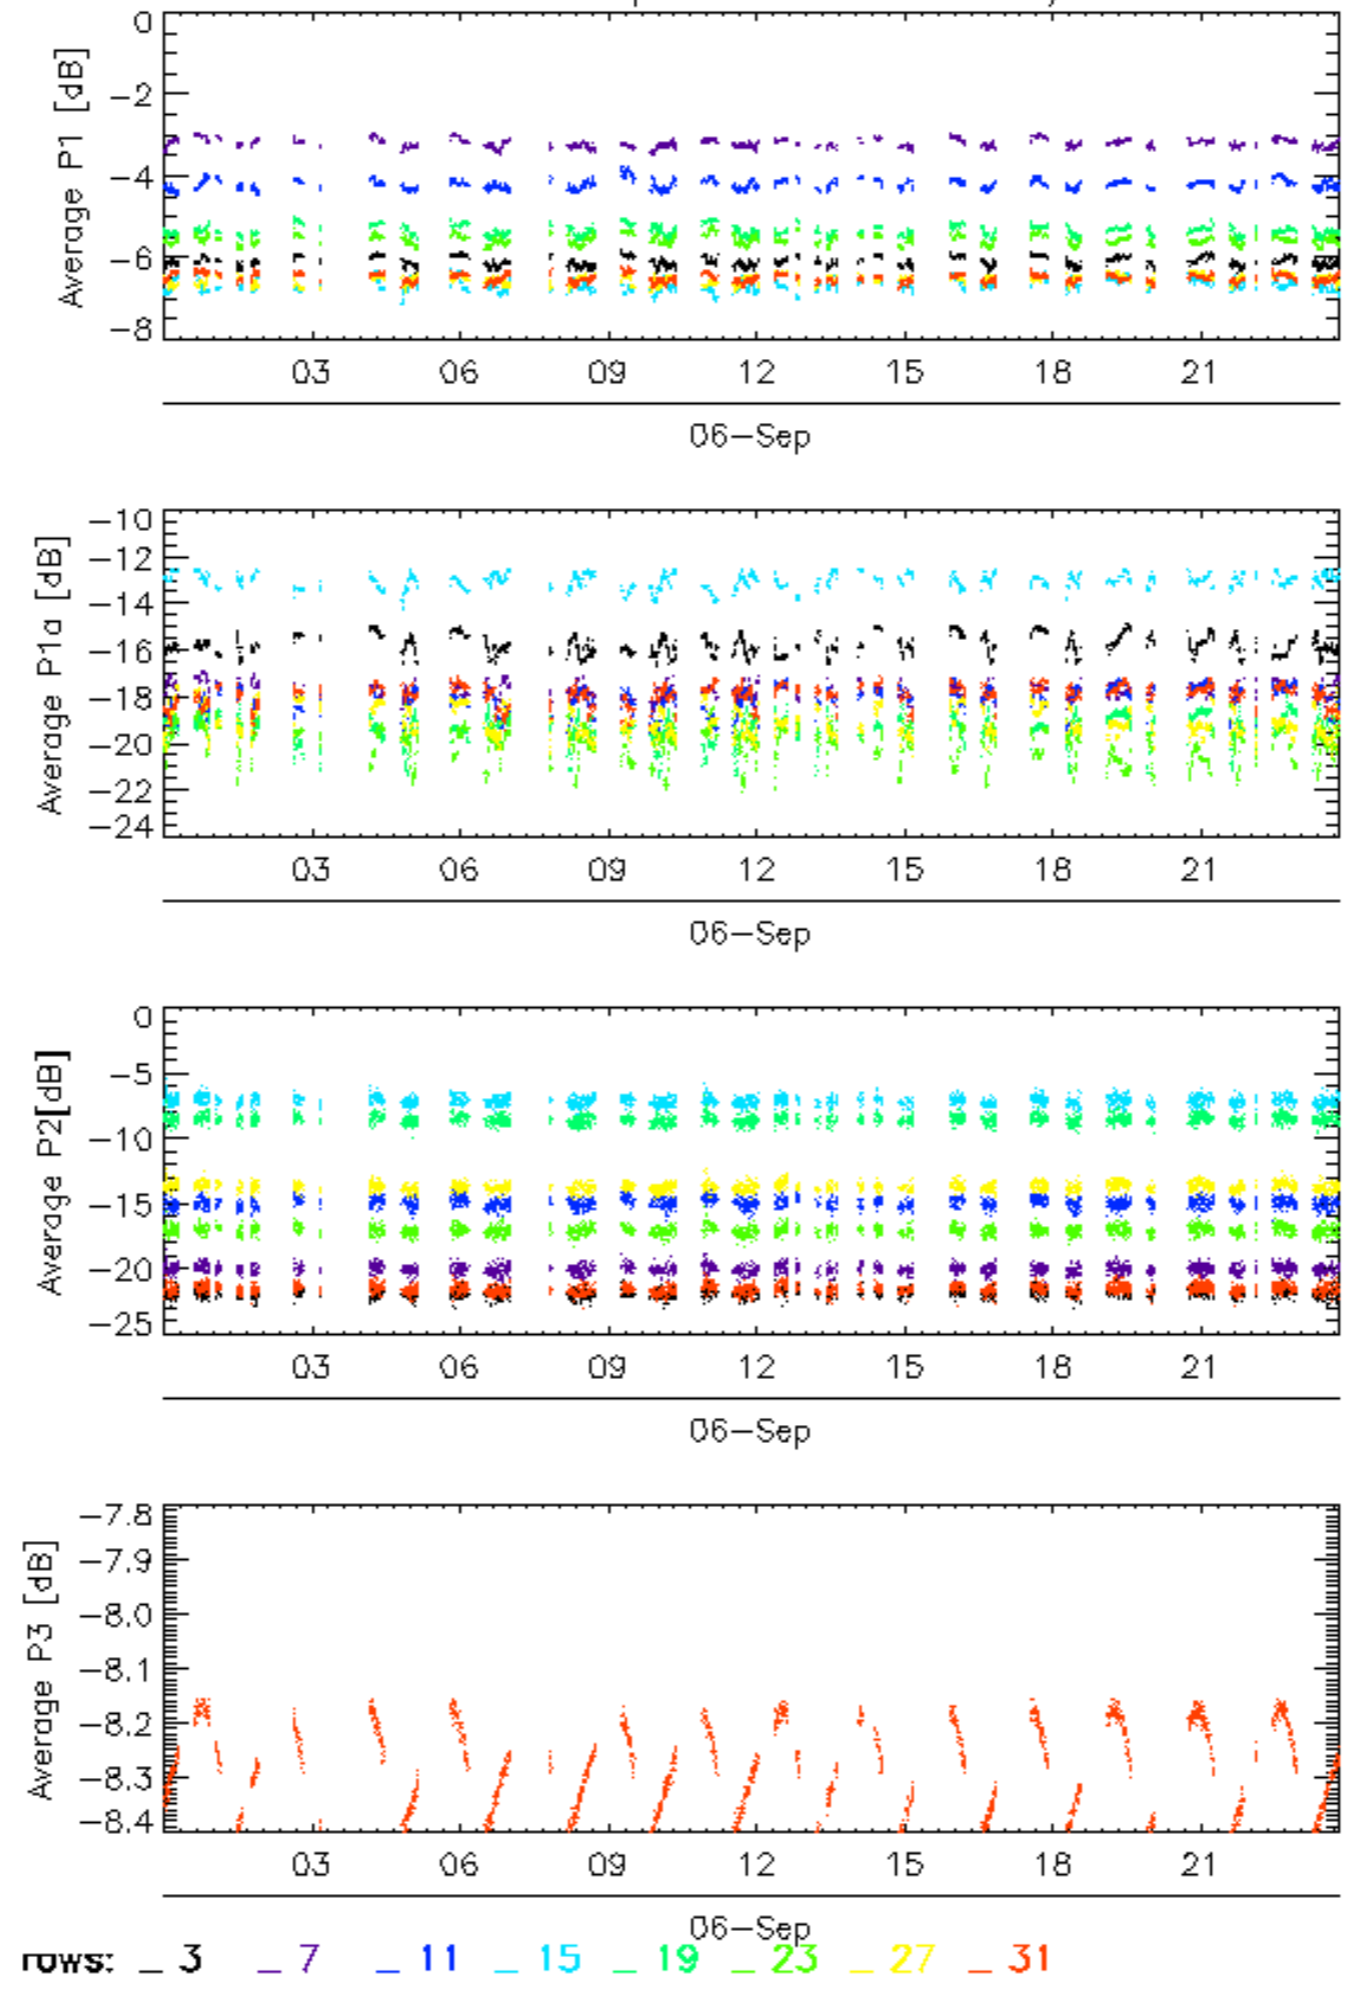 0
Average P1 [dB]
−2
−4
−6
−8
03 06 09 12 15 18 21
06−Sep
−10
Average P1a [dB]
−12
−14
−16
−18
−20
−22
−24
03 06 09 12 15 18 21
06−Sep
0
Average P2[dB]
−5
−10
−15
−20
−25
03 06 09 12 15 18 21
06−Sep
−7.8
Average P3 [dB]
−7.9
−8.0
−8.1
−8.2
−8.3
−8.4
03 06 09 12 15 18 21
06−Sep
rows: _ 3 _ 7 _ 11 _ 15 _ 19 _ 23 _ 27 _ 31